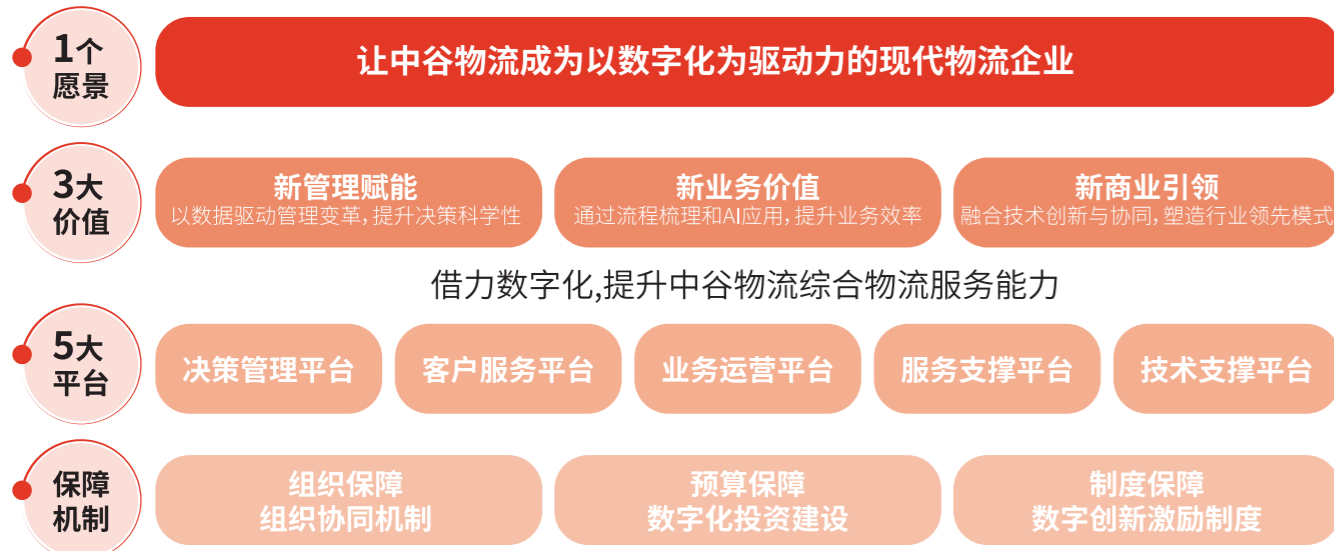 1个
愿景
让中谷物流成为以数字化为驱动力的现代物流企业
3大
价值
新管理赋能
以数据驱动管理变革,提升决策科学性
新业务价值
通过流程梳理和AI应用,提升业务效率
新商业引领
融合技术创新与协同,塑造行业领先模式
借力数字化,提升中谷物流综合物流服务能力
5大
平台
决策管理平台
客户服务平台
业务运营平台
服务支撑平台
技术支撑平台
保障
机制
组织保障
组织协同机制
预算保障
数字化投资建设
制度保障
数字创新激励制度